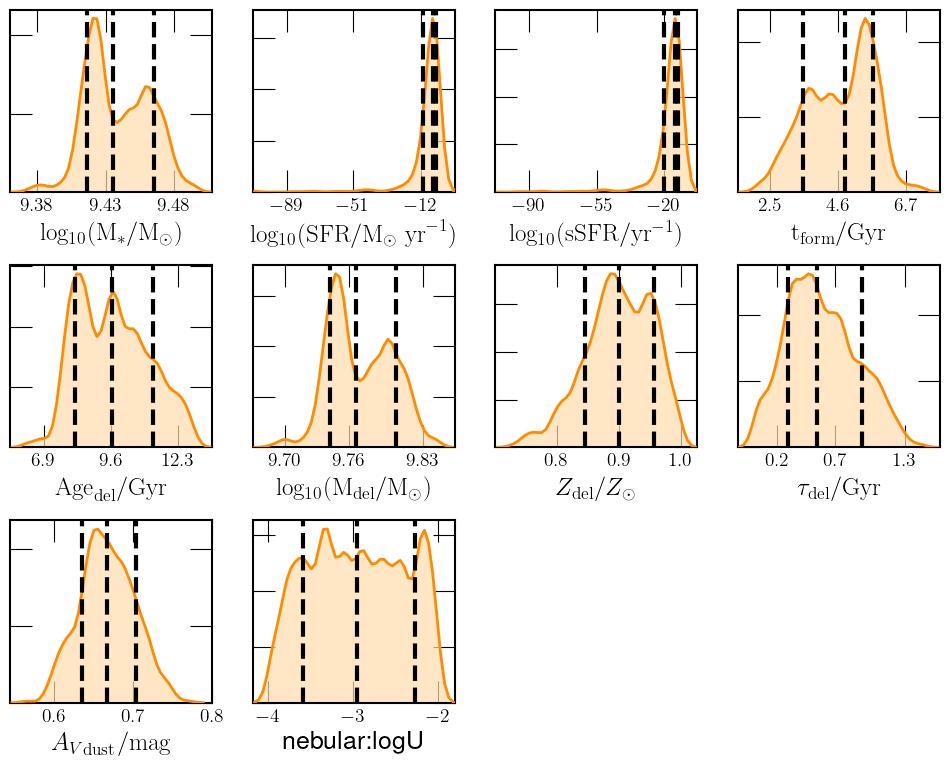 9.38 9.43 9.48 −89 −51 −12 −90 −55 −20 2.5 4.6 6.7
log₁₀(M∗/M⊙) log₁₀(SFR/M⊙ yr⁻¹) log₁₀(sSFR/yr⁻¹) t_form/Gyr
6.9 9.6 12.3 9.70 9.76 9.83 0.8 0.9 1.0 0.2 0.7 1.3
Age_del/Gyr log₁₀(M_del/M⊙) Z_del/Z⊙ τ_del/Gyr
0.6 0.7 0.8 −4 −3 −2
A_V dust/mag nebular:logU